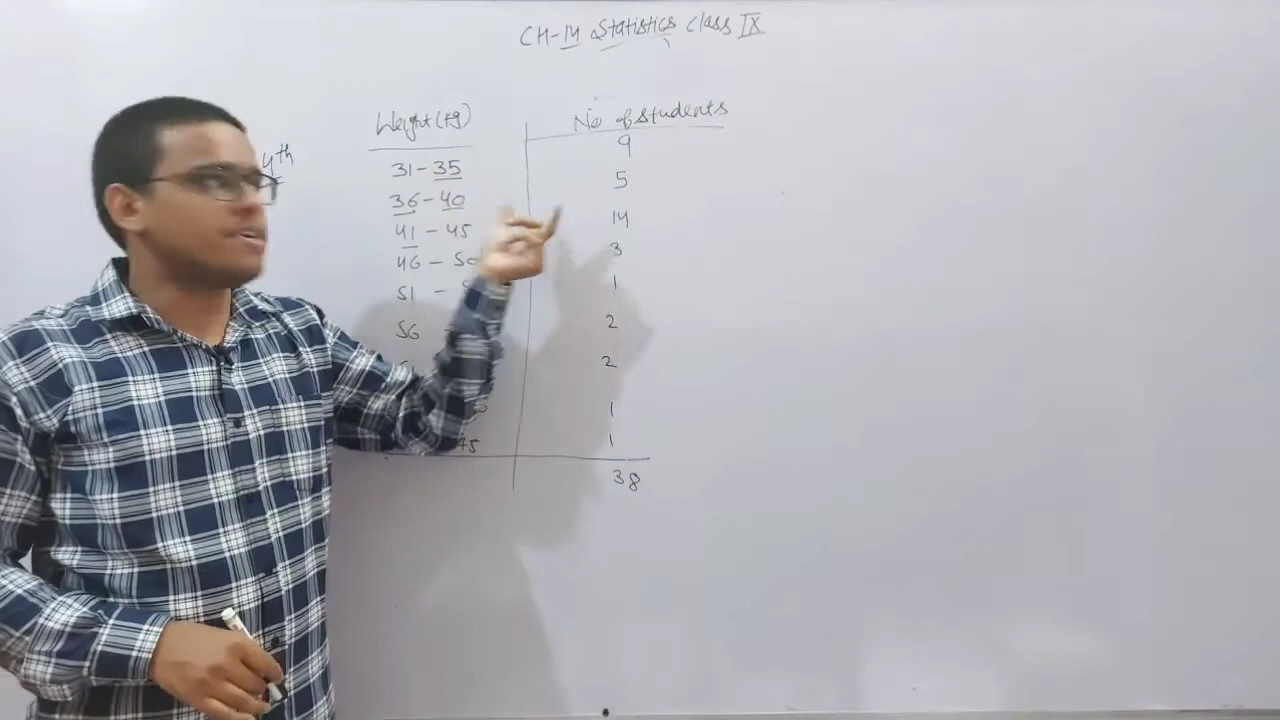 CH-14 Statistics Class IX
4th
Weight (Kg) No of students
31 - 35 9
36 - 40 5
41 - 45 14
46 - 50 3
51 - 1
56 - 2
2
1
75 1
38